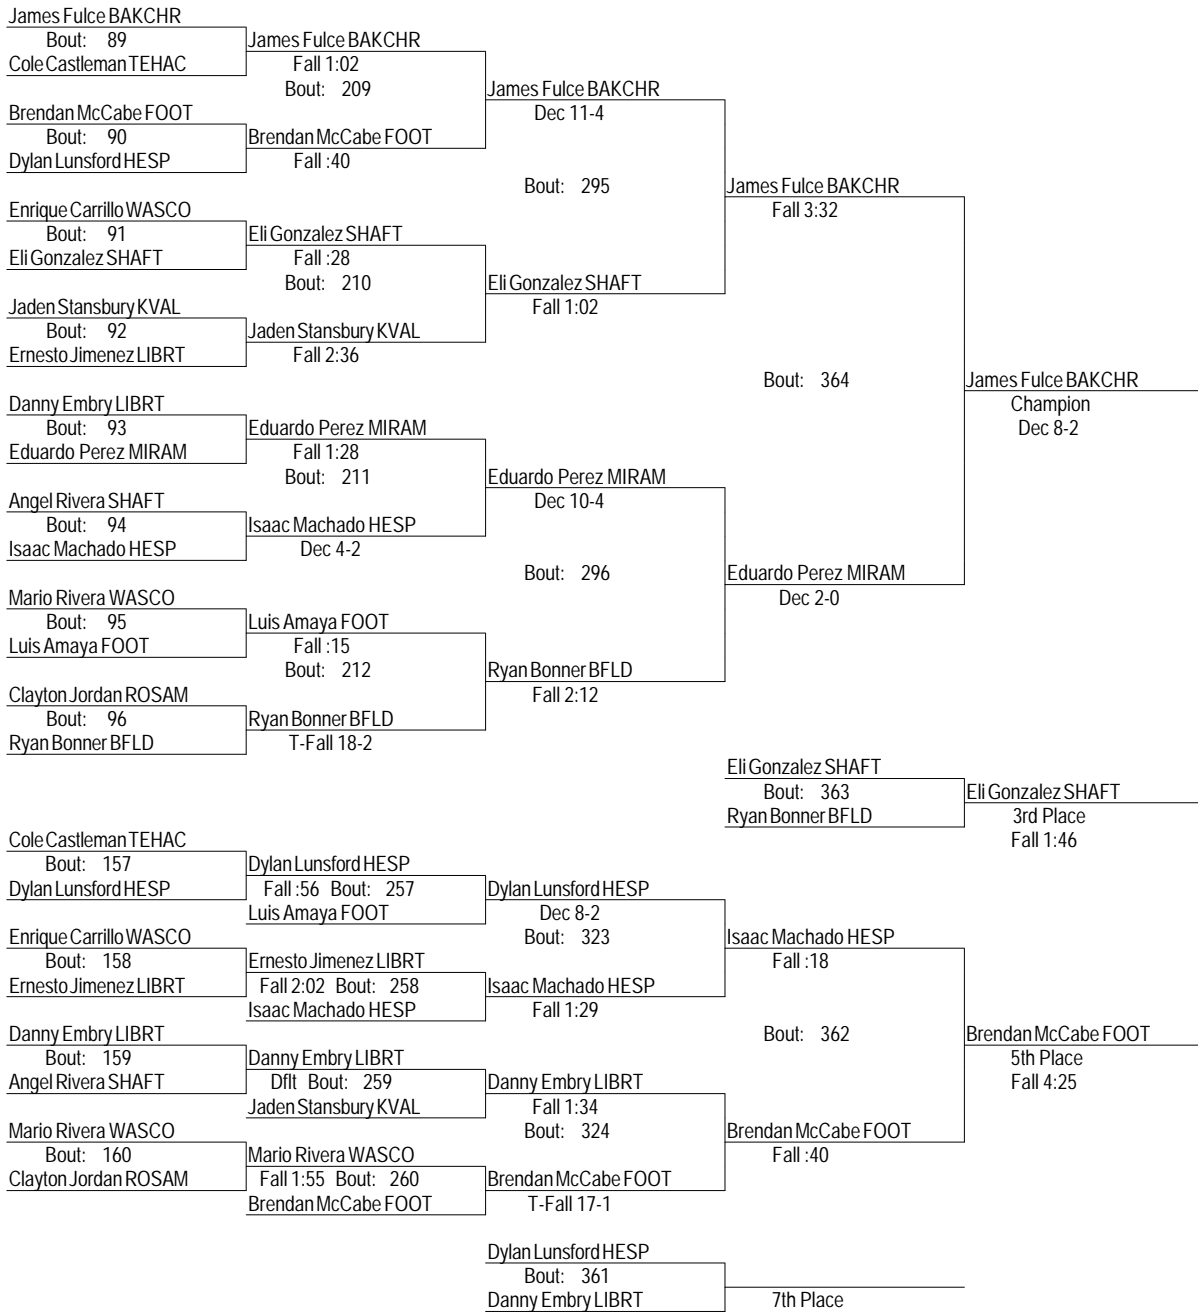 James Fulce BAKCHR
Bout: 89
Cole Castleman TEHAC
James Fulce BAKCHR
Fall 1:02
Bout: 209
Brendan McCabe FOOT
Bout: 90
Dylan Lunsford HESP
Brendan McCabe FOOT
Fall :40
James Fulce BAKCHR
Dec 11-4
Bout: 295
Enrique Carrillo WASCO
Bout: 91
Eli Gonzalez SHAFT
Eli Gonzalez SHAFT
Fall :28
Bout: 210
Jaden Stansbury KVAL
Bout: 92
Ernesto Jimenez LIBRT
Jaden Stansbury KVAL
Fall 2:36
Eli Gonzalez SHAFT
Fall 1:02
James Fulce BAKCHR
Fall 3:32
Bout: 364
Danny Embry LIBRT
Bout: 93
Eduardo Perez MIRAM
Eduardo Perez MIRAM
Fall 1:28
Bout: 211
Angel Rivera SHAFT
Bout: 94
Isaac Machado HESP
Isaac Machado HESP
Dec 4-2
Eduardo Perez MIRAM
Dec 10-4
Bout: 296
Mario Rivera WASCO
Bout: 95
Luis Amaya FOOT
Luis Amaya FOOT
Fall :15
Bout: 212
Clayton Jordan ROSAM
Bout: 96
Ryan Bonner BFLD
Ryan Bonner BFLD
T-Fall 18-2
Ryan Bonner BFLD
Fall 2:12
Eduardo Perez MIRAM
Dec 2-0
James Fulce BAKCHR
Champion
Dec 8-2
Eli Gonzalez SHAFT
Bout: 363
Ryan Bonner BFLD
Eli Gonzalez SHAFT
3rd Place
Fall 1:46
Cole Castleman TEHAC
Bout: 157
Dylan Lunsford HESP
Dylan Lunsford HESP
Fall :56 Bout: 257
Luis Amaya FOOT
Dylan Lunsford HESP
Dec 8-2
Bout: 323
Enrique Carrillo WASCO
Bout: 158
Ernesto Jimenez LIBRT
Ernesto Jimenez LIBRT
Fall 2:02 Bout: 258
Isaac Machado HESP
Isaac Machado HESP
Fall 1:29
Isaac Machado HESP
Fall :18
Bout: 362
Danny Embry LIBRT
Bout: 159
Angel Rivera SHAFT
Danny Embry LIBRT
Dflt Bout: 259
Jaden Stansbury KVAL
Danny Embry LIBRT
Fall 1:34
Bout: 324
Mario Rivera WASCO
Bout: 160
Clayton Jordan ROSAM
Mario Rivera WASCO
Fall 1:55 Bout: 260
Brendan McCabe FOOT
Brendan McCabe FOOT
T-Fall 17-1
Brendan McCabe FOOT
Fall :40
Brendan McCabe FOOT
5th Place
Fall 4:25
Dylan Lunsford HESP
Bout: 361
Danny Embry LIBRT
7th Place